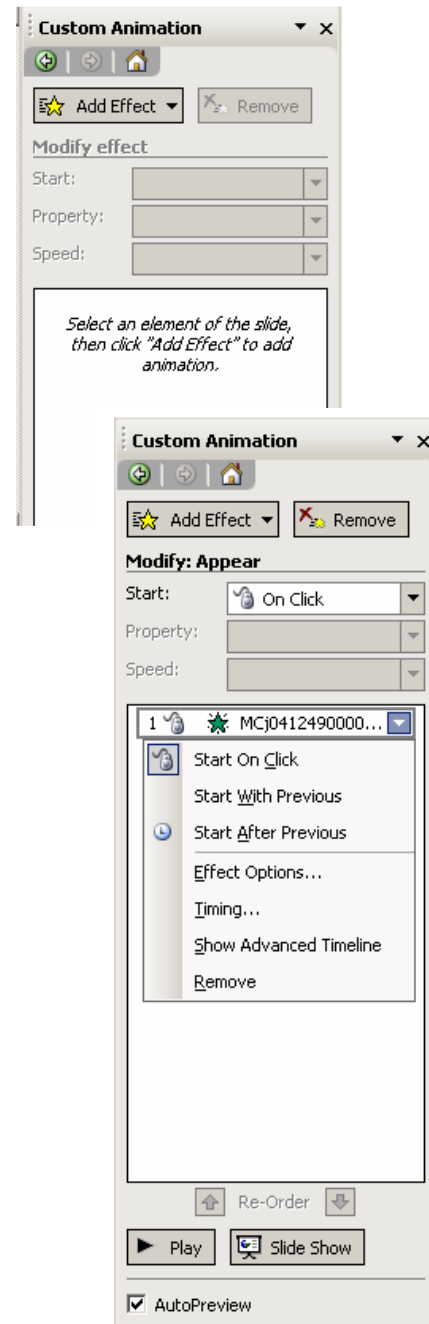 Custom Animation
Add Effect Remove
Modify effect
Start:
Property:
Speed:
Select an element of the slide,
then click "Add Effect" to add
animation.
Custom Animation
Add Effect Remove
Modify: Appear
Start: On Click
Property:
Speed:
1 MCj0412490000...
Start On Click
Start With Previous
Start After Previous
Effect Options...
Timing...
Show Advanced Timeline
Remove
Re-Order
Play Slide Show
AutoPreview